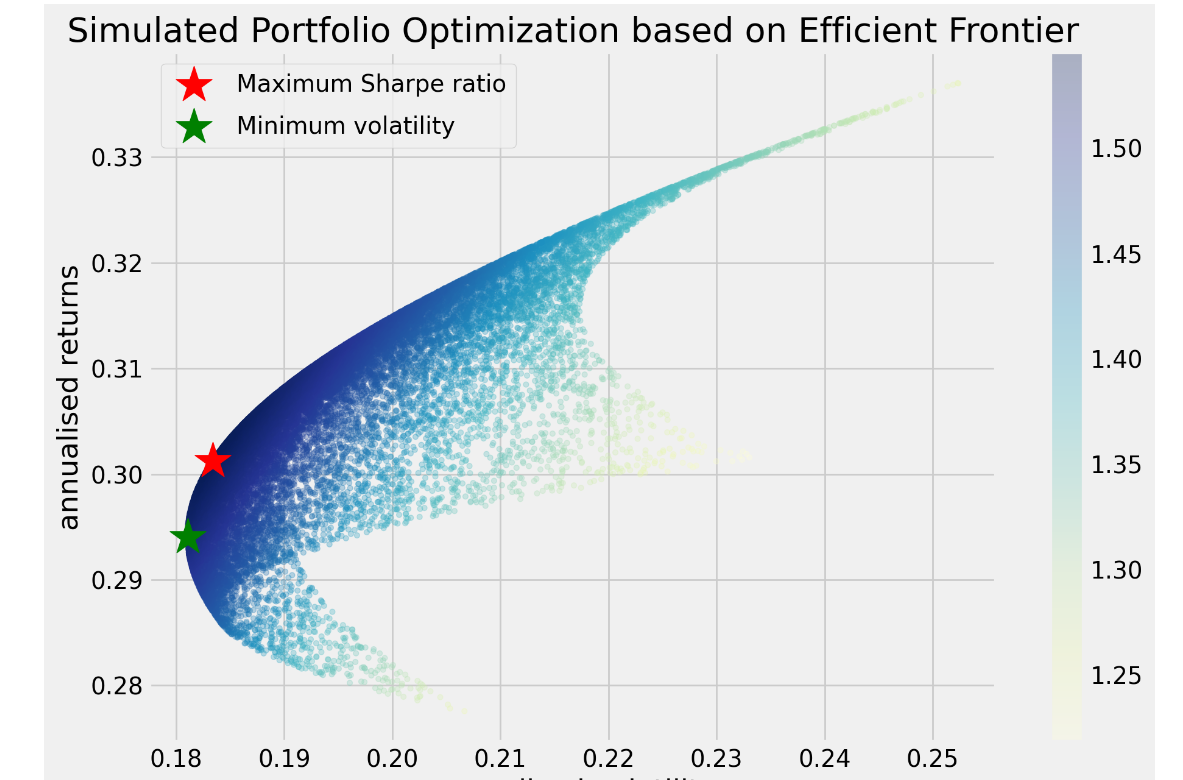 Simulated Portfolio Optimization based on Efficient Frontier
Maximum Sharpe ratio
Minimum volatility
annualised returns
0.33
0.32
0.31
0.30
0.29
0.28
0.18 0.19 0.20 0.21 0.22 0.23 0.24 0.25
1.50
1.45
1.40
1.35
1.30
1.25